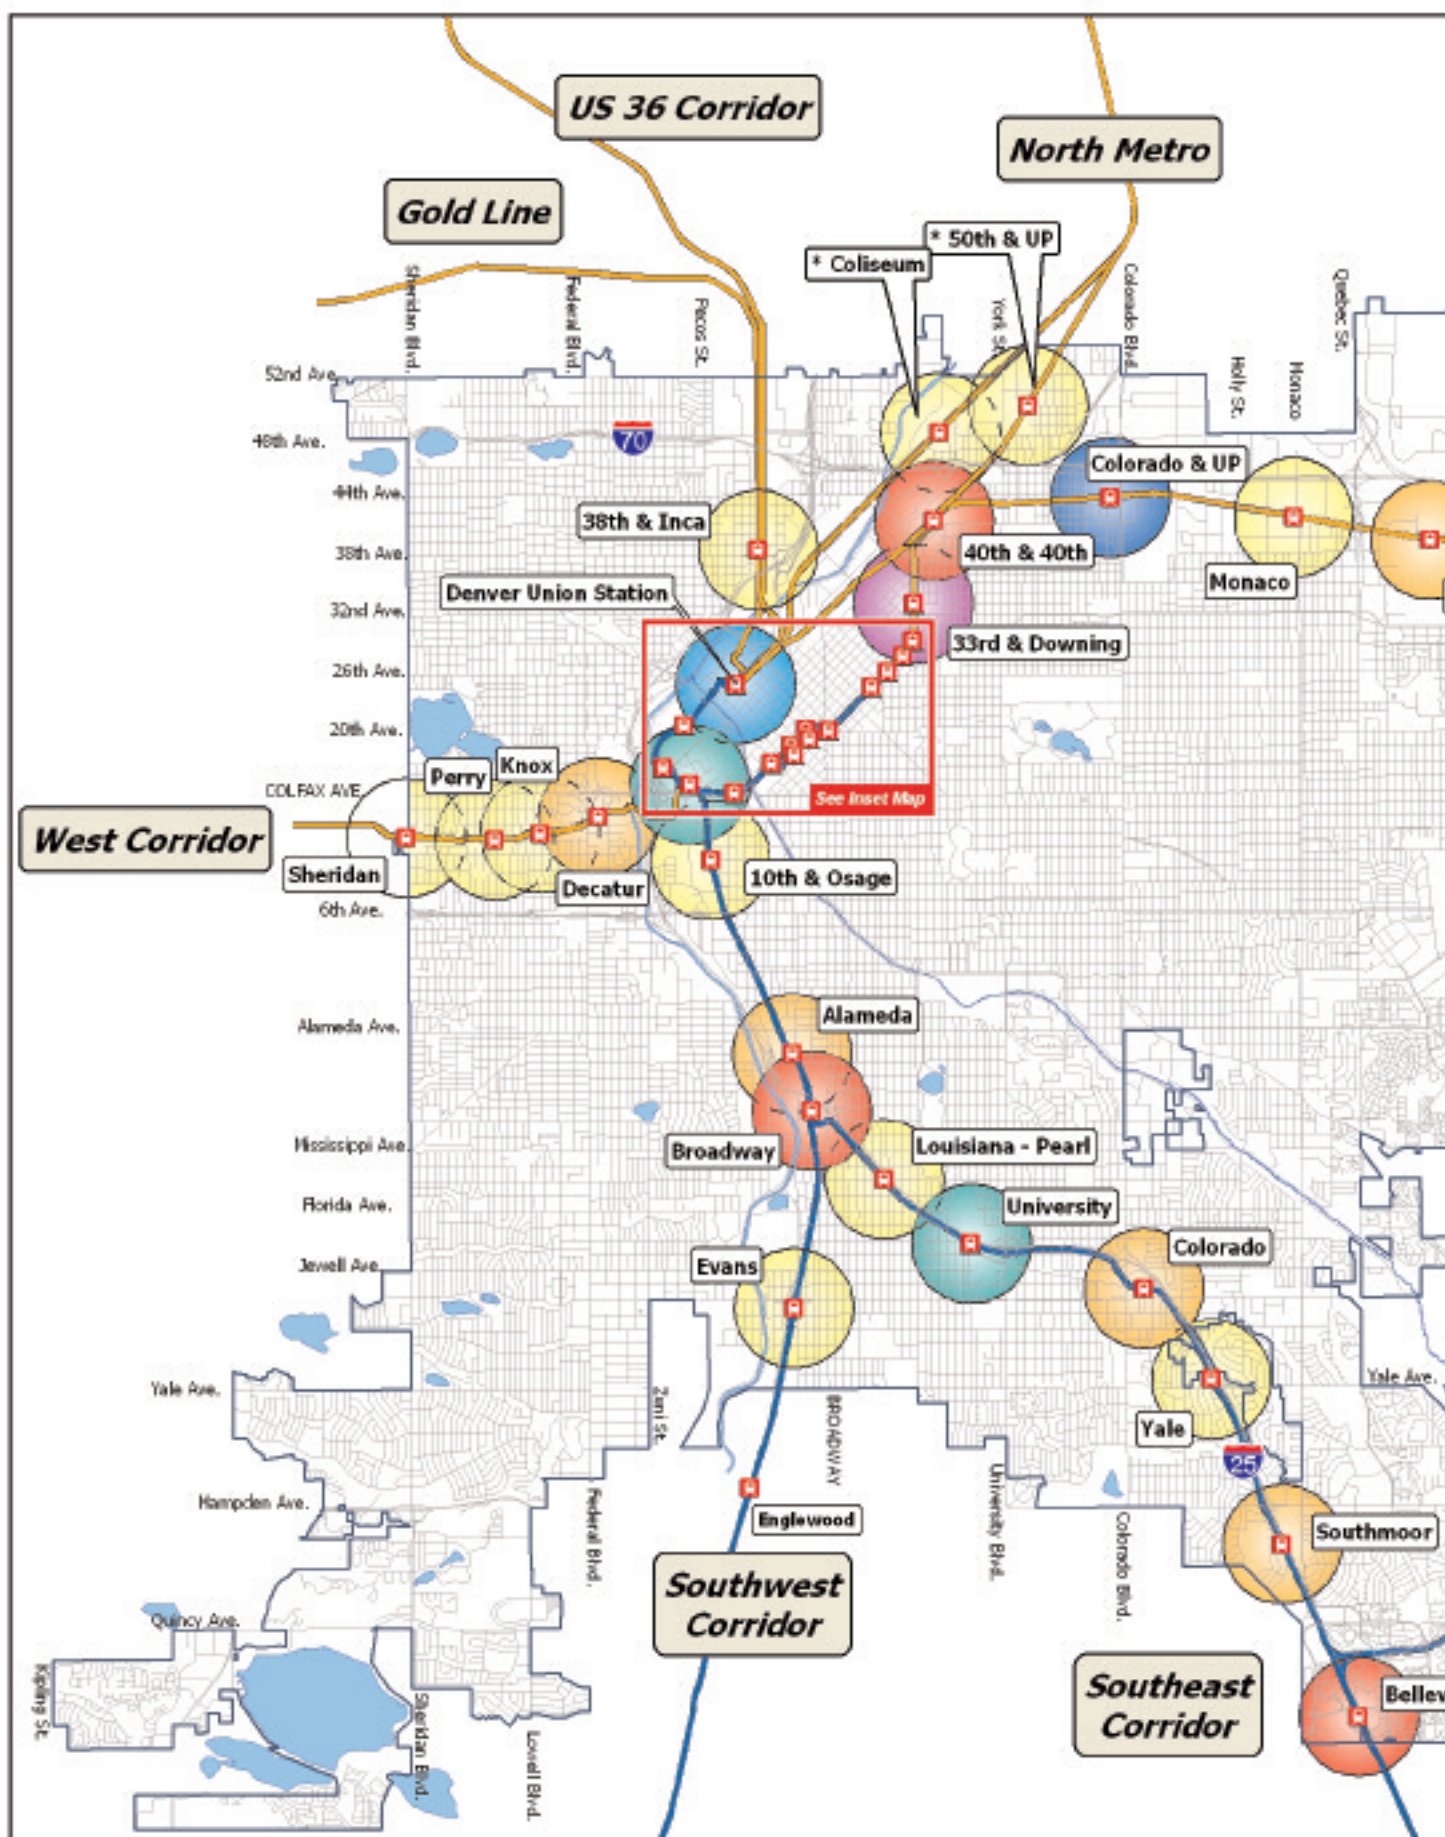 US 36 Corridor
North Metro
Gold Line
* 50th & UP
* Coliseum
Sheridan Blvd.
Federal Blvd.
Pecos St.
York St.
Colorado Blvd.
Quebec St.
Holly St.
Monaco
52nd Ave.
48th Ave.
70
Colorado & UP
44th Ave.
38th & Inca
38th Ave.
40th & 40th
Monaco
Denver Union Station
32nd Ave.
33rd & Downing
26th Ave.
20th Ave.
Perry
Knox
COLFAX AVE.
See Inset Map
West Corridor
Sheridan
Decatur
10th & Osage
6th Ave.
Alameda
Alameda Ave.
Mississippi Ave.
Broadway
Louisiana - Pearl
Florida Ave.
University
Colorado
Jewell Ave.
Evans
Yale Ave.
Yale Ave.
Zuni St.
BROADWAY
Yale
25
University Blvd.
Hampden Ave.
Federal Blvd.
Englewood
Colorado Blvd.
Southmoor
Southwest
Corridor
Quincy Ave.
Kipling St.
Sheridan Blvd.
Lowell Blvd.
Southeast
Corridor
Bellev